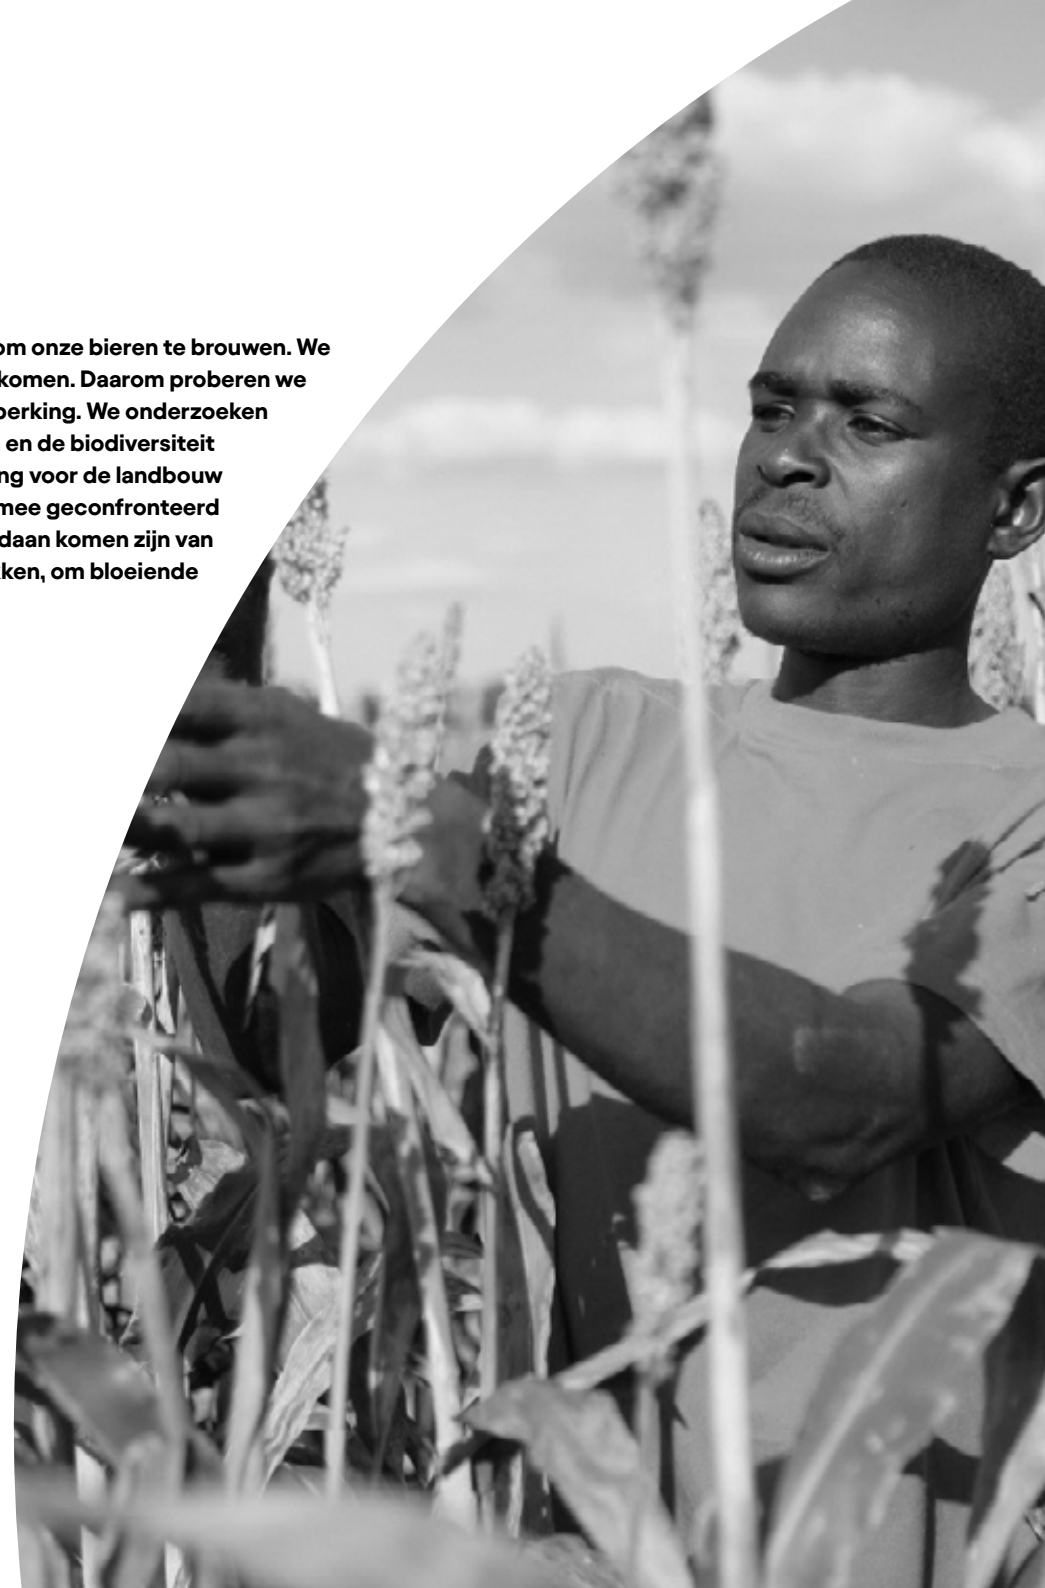 om onze bieren te brouwen. We
komen. Daarom proberen we
perking. We onderzoeken
en de biodiversiteit
ng voor de landbouw
mee geconfronteerd
daan komen zijn van
ken, om bloeiende